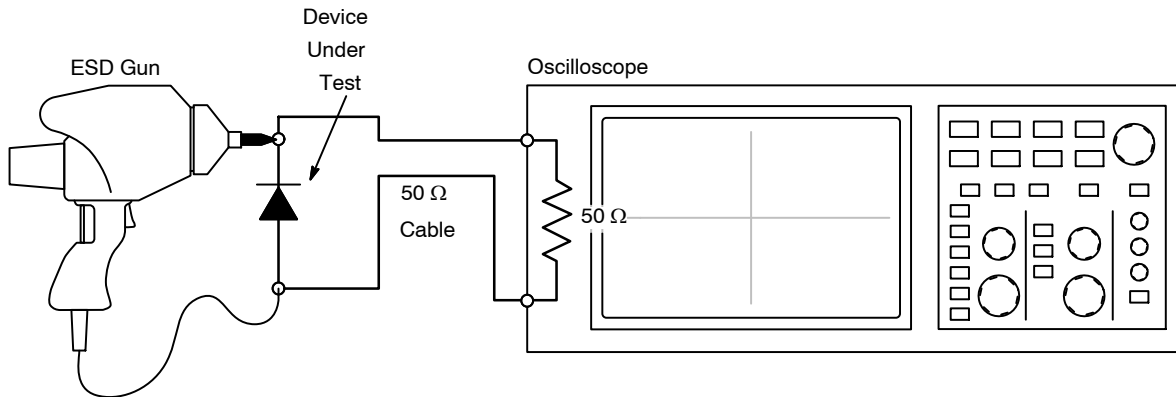 Device
Under
Test
ESD Gun
Oscilloscope
50 Ω
Cable
50 Ω